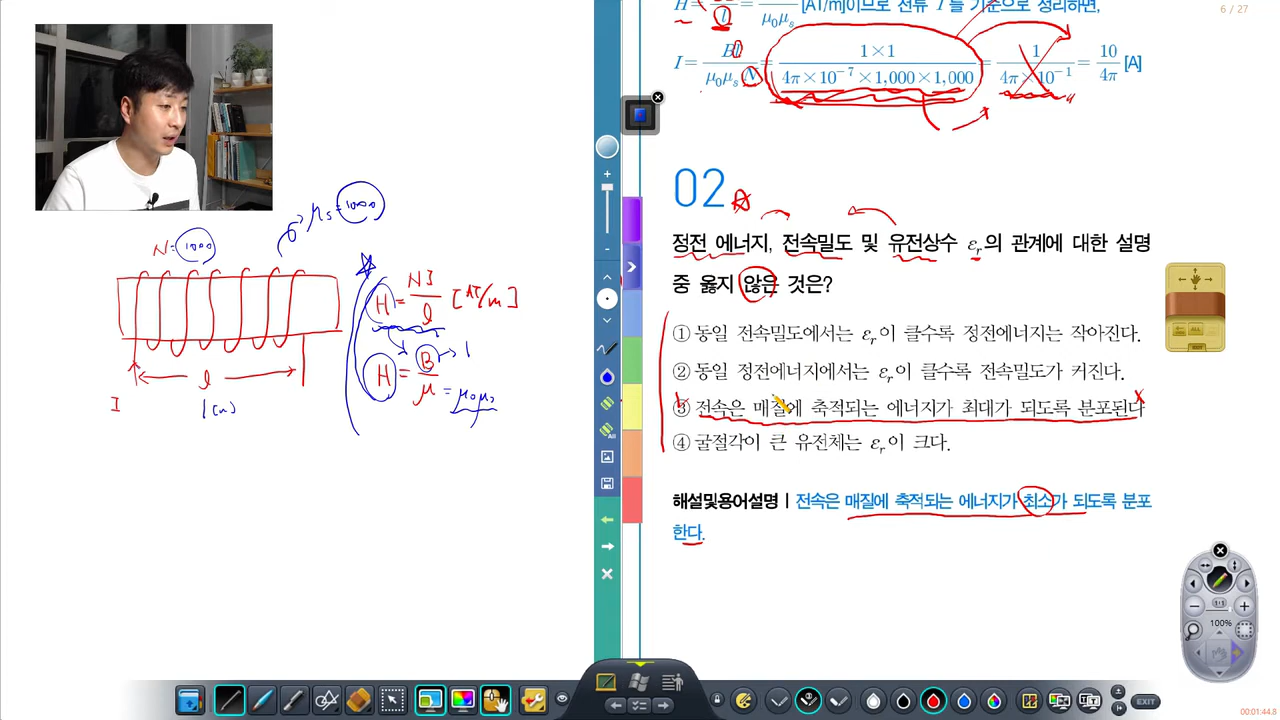 6 / 27
H = = [AT/m]이므로 전류 I 를 기준으로 정리하면,
l μ₀μₛ
I = Bl / μ₀μₛN = 1×1 / 4π×10⁻⁷×1,000×1,000 = 1 / 4π×10⁻¹ = 10 / 4π [A]
02
정전 에너지, 전속밀도 및 유전상수 εᵣ의 관계에 대한 설명
중 옳지 않은 것은?
① 동일 전속밀도에서는 εᵣ이 클수록 정전에너지는 작아진다.
② 동일 정전에너지에서는 εᵣ이 클수록 전속밀도가 커진다.
③ 전속은 매질에 축적되는 에너지가 최대가 되도록 분포된다
④ 굴절각이 큰 유전체는 εᵣ이 크다.
해설및용어설명 | 전속은 매질에 축적되는 에너지가 최소가 되도록 분포
한다.
μs = 1000
N = 1000
H = NI / l [AT/m]
H = B / μ → 1
= μ₀μₛ
l
I
1(m)
All
1:1
100%
EXIT
00:01:44.8